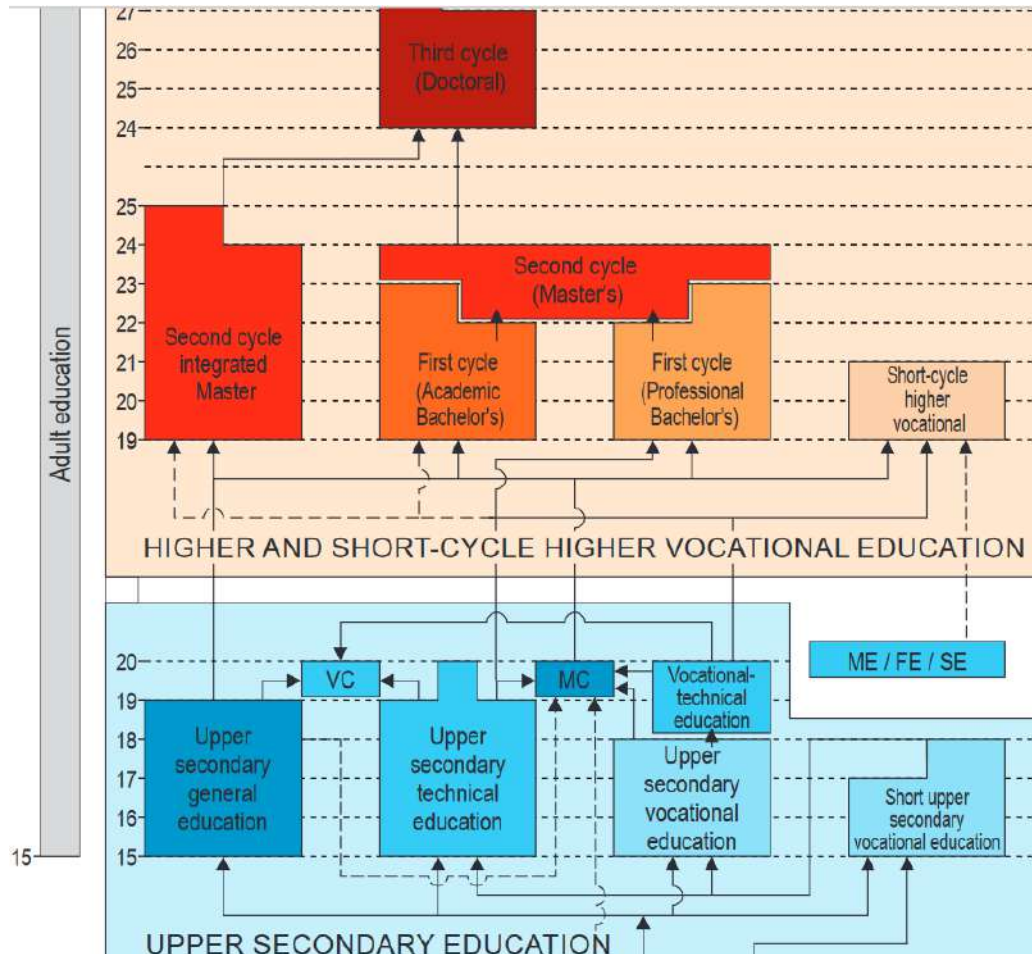 27
26
25
24
25
24
23
22
21
20
19
Third cycle
(Doctoral)
Second cycle
(Master's)
Second cycle
integrated
Master
First cycle
(Academic
Bachelor's)
First cycle
(Professional
Bachelor's)
Short-cycle
higher
vocational
Adult education
HIGHER AND SHORT-CYCLE HIGHER VOCATIONAL EDUCATION
ME / FE / SE
20
19
18
17
16
15
15
VC
MC
Vocational-
technical
education
Upper
secondary
general
education
Upper
secondary
technical
education
Upper
secondary
vocational
education
Short upper
secondary
vocational education
UPPER SECONDARY EDUCATION